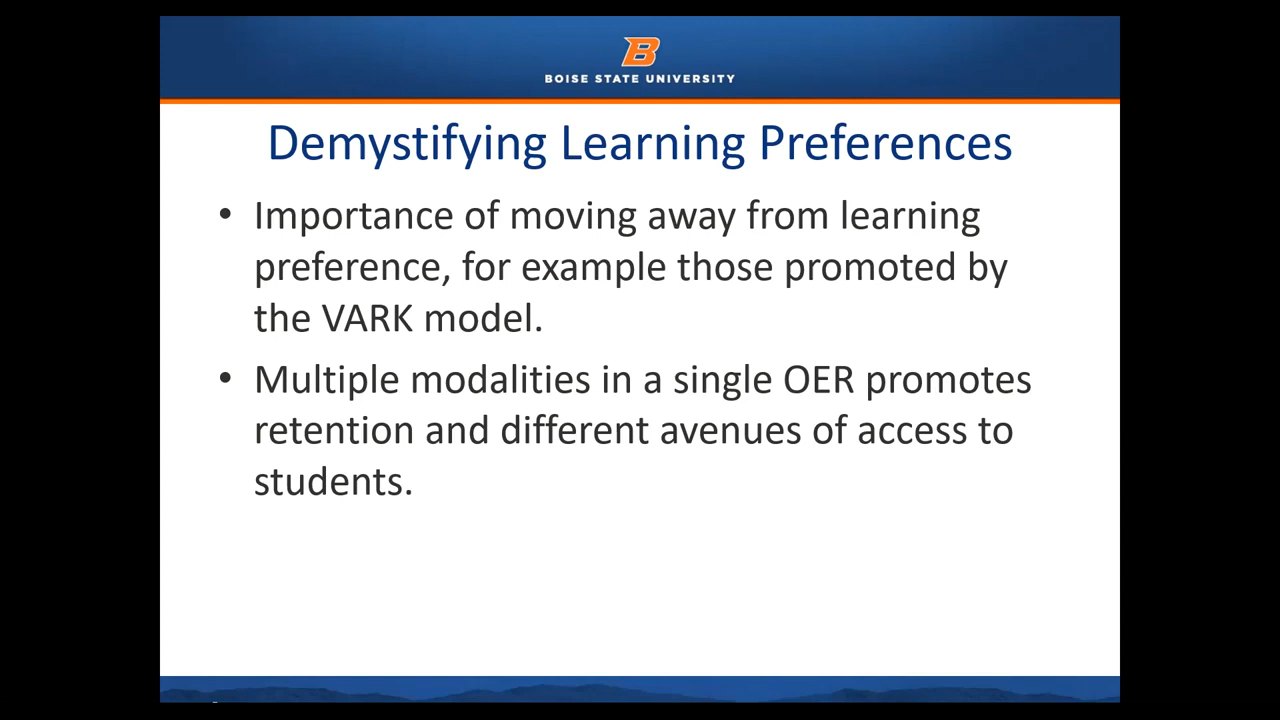 B
BOISE STATE UNIVERSITY
Demystifying Learning Preferences
• Importance of moving away from learning
preference, for example those promoted by
the VARK model.
• Multiple modalities in a single OER promotes
retention and different avenues of access to
students.